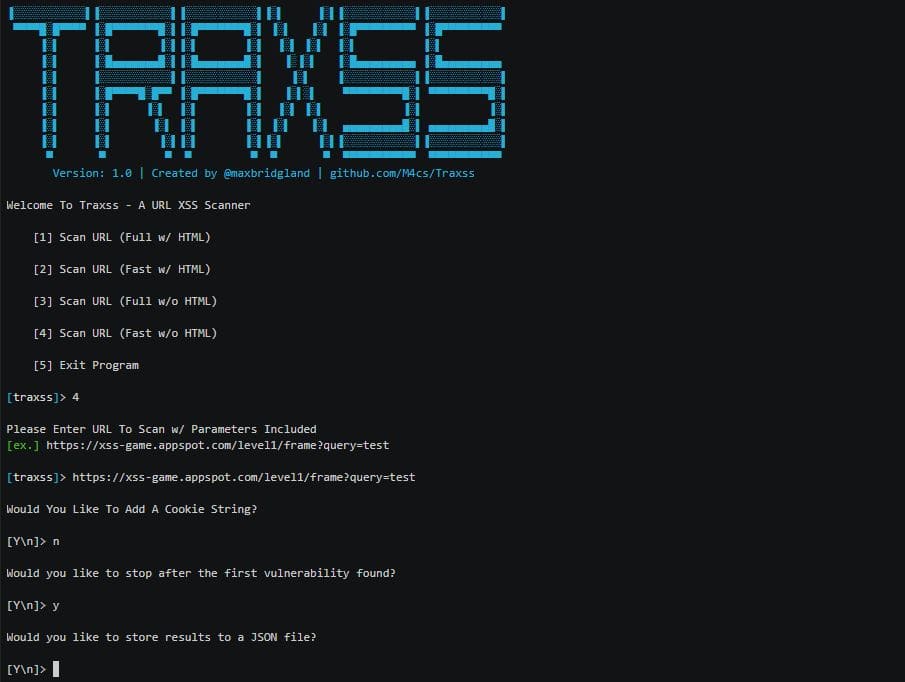 TRXSS
Version: 1.0 | Created by @maxbridgland | github.com/M4cs/Traxss
Welcome To Traxss - A URL XSS Scanner
[1] Scan URL (Full w/ HTML)
[2] Scan URL (Fast w/ HTML)
[3] Scan URL (Full w/o HTML)
[4] Scan URL (Fast w/o HTML)
[5] Exit Program
[traxss]> 4
Please Enter URL To Scan w/ Parameters Included
[ex.] https://xss-game.appspot.com/level1/frame?query=test
[traxss]> https://xss-game.appspot.com/level1/frame?query=test
Would You Like To Add A Cookie String?
[Y\n]> n
Would you like to stop after the first vulnerability found?
[Y\n]> y
Would you like to store results to a JSON file?
[Y\n]>